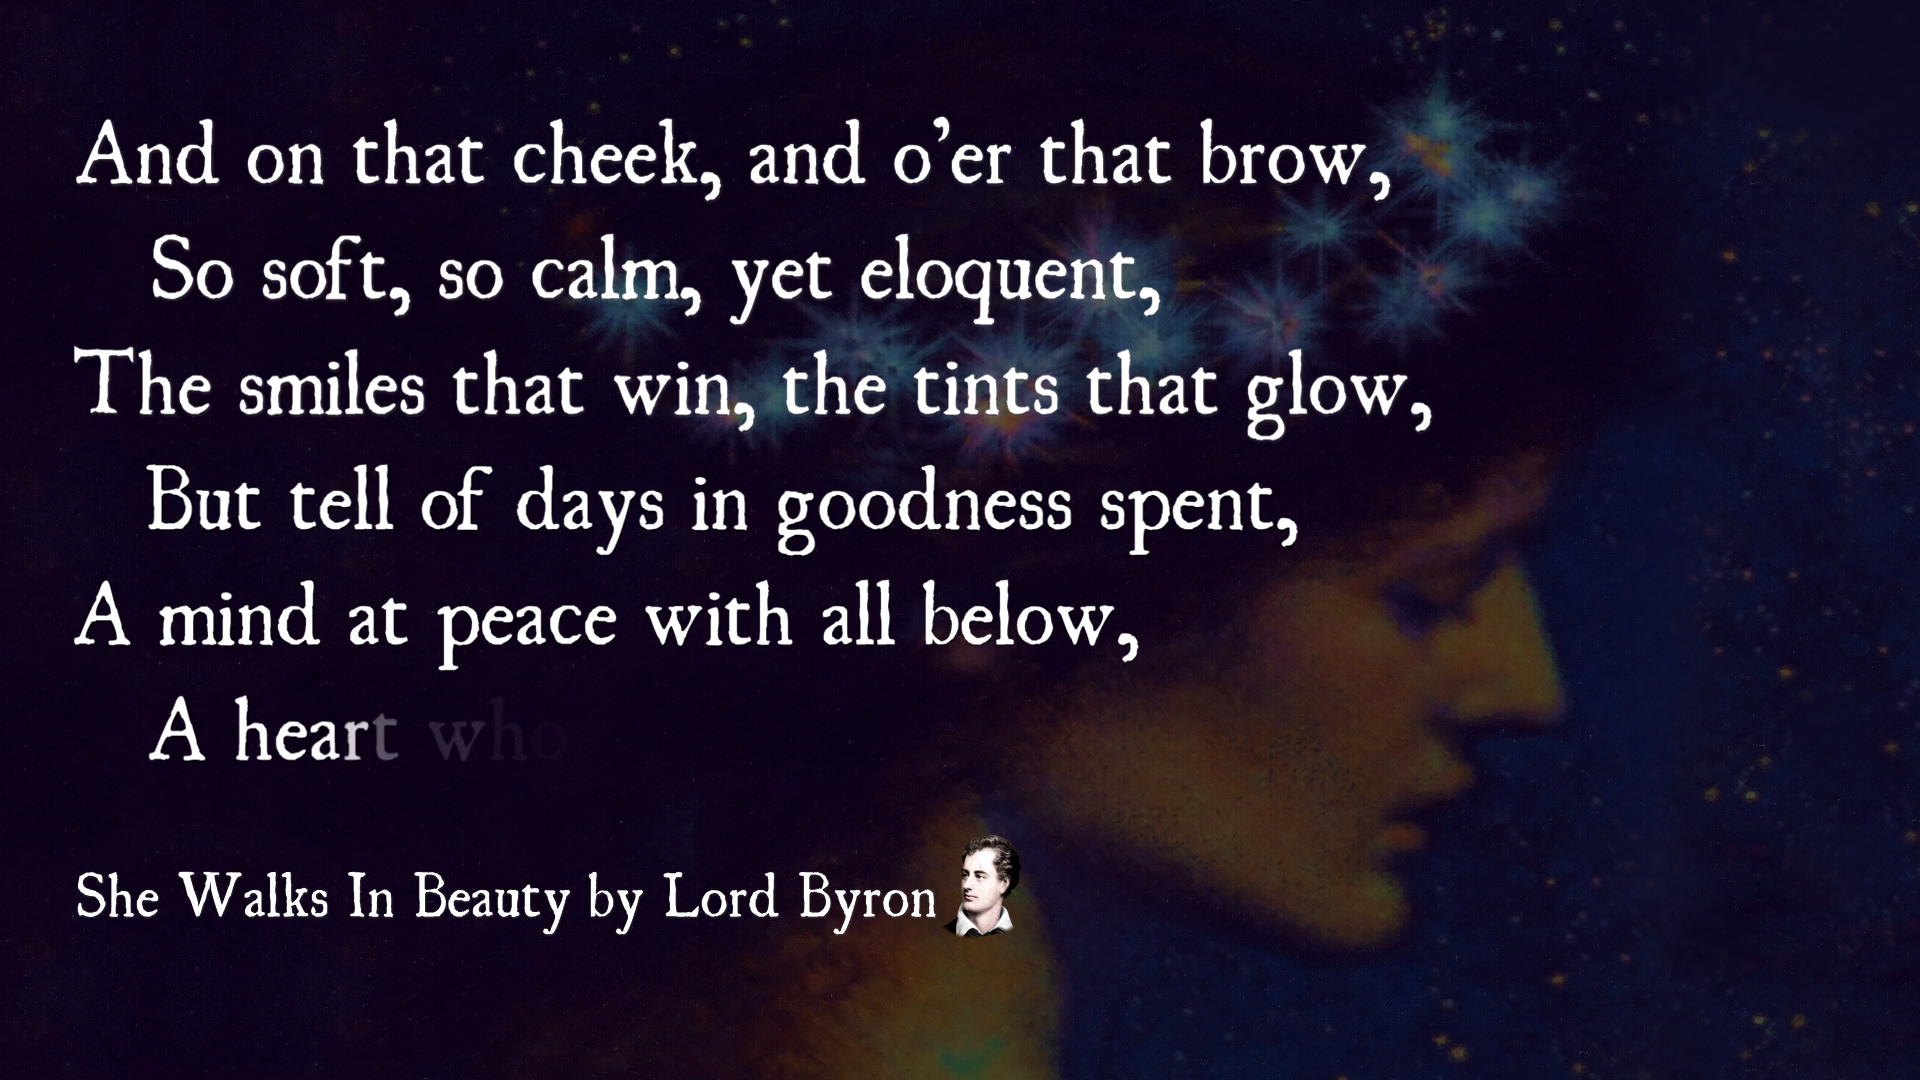 And on that cheek, and o’er that brow,
So soft, so calm, yet eloquent,
The smiles that win, the tints that glow,
But tell of days in goodness spent,
A mind at peace with all below,
A heart who
She Walks In Beauty by Lord Byron